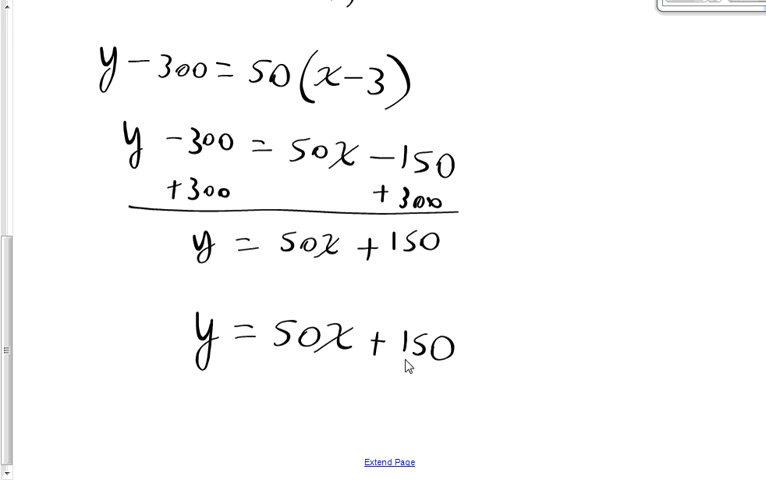 y - 300 = 50(x - 3)
y - 300 = 50x - 150
+300 +300
y = 50x + 150
y = 50x + 150
Extend Page